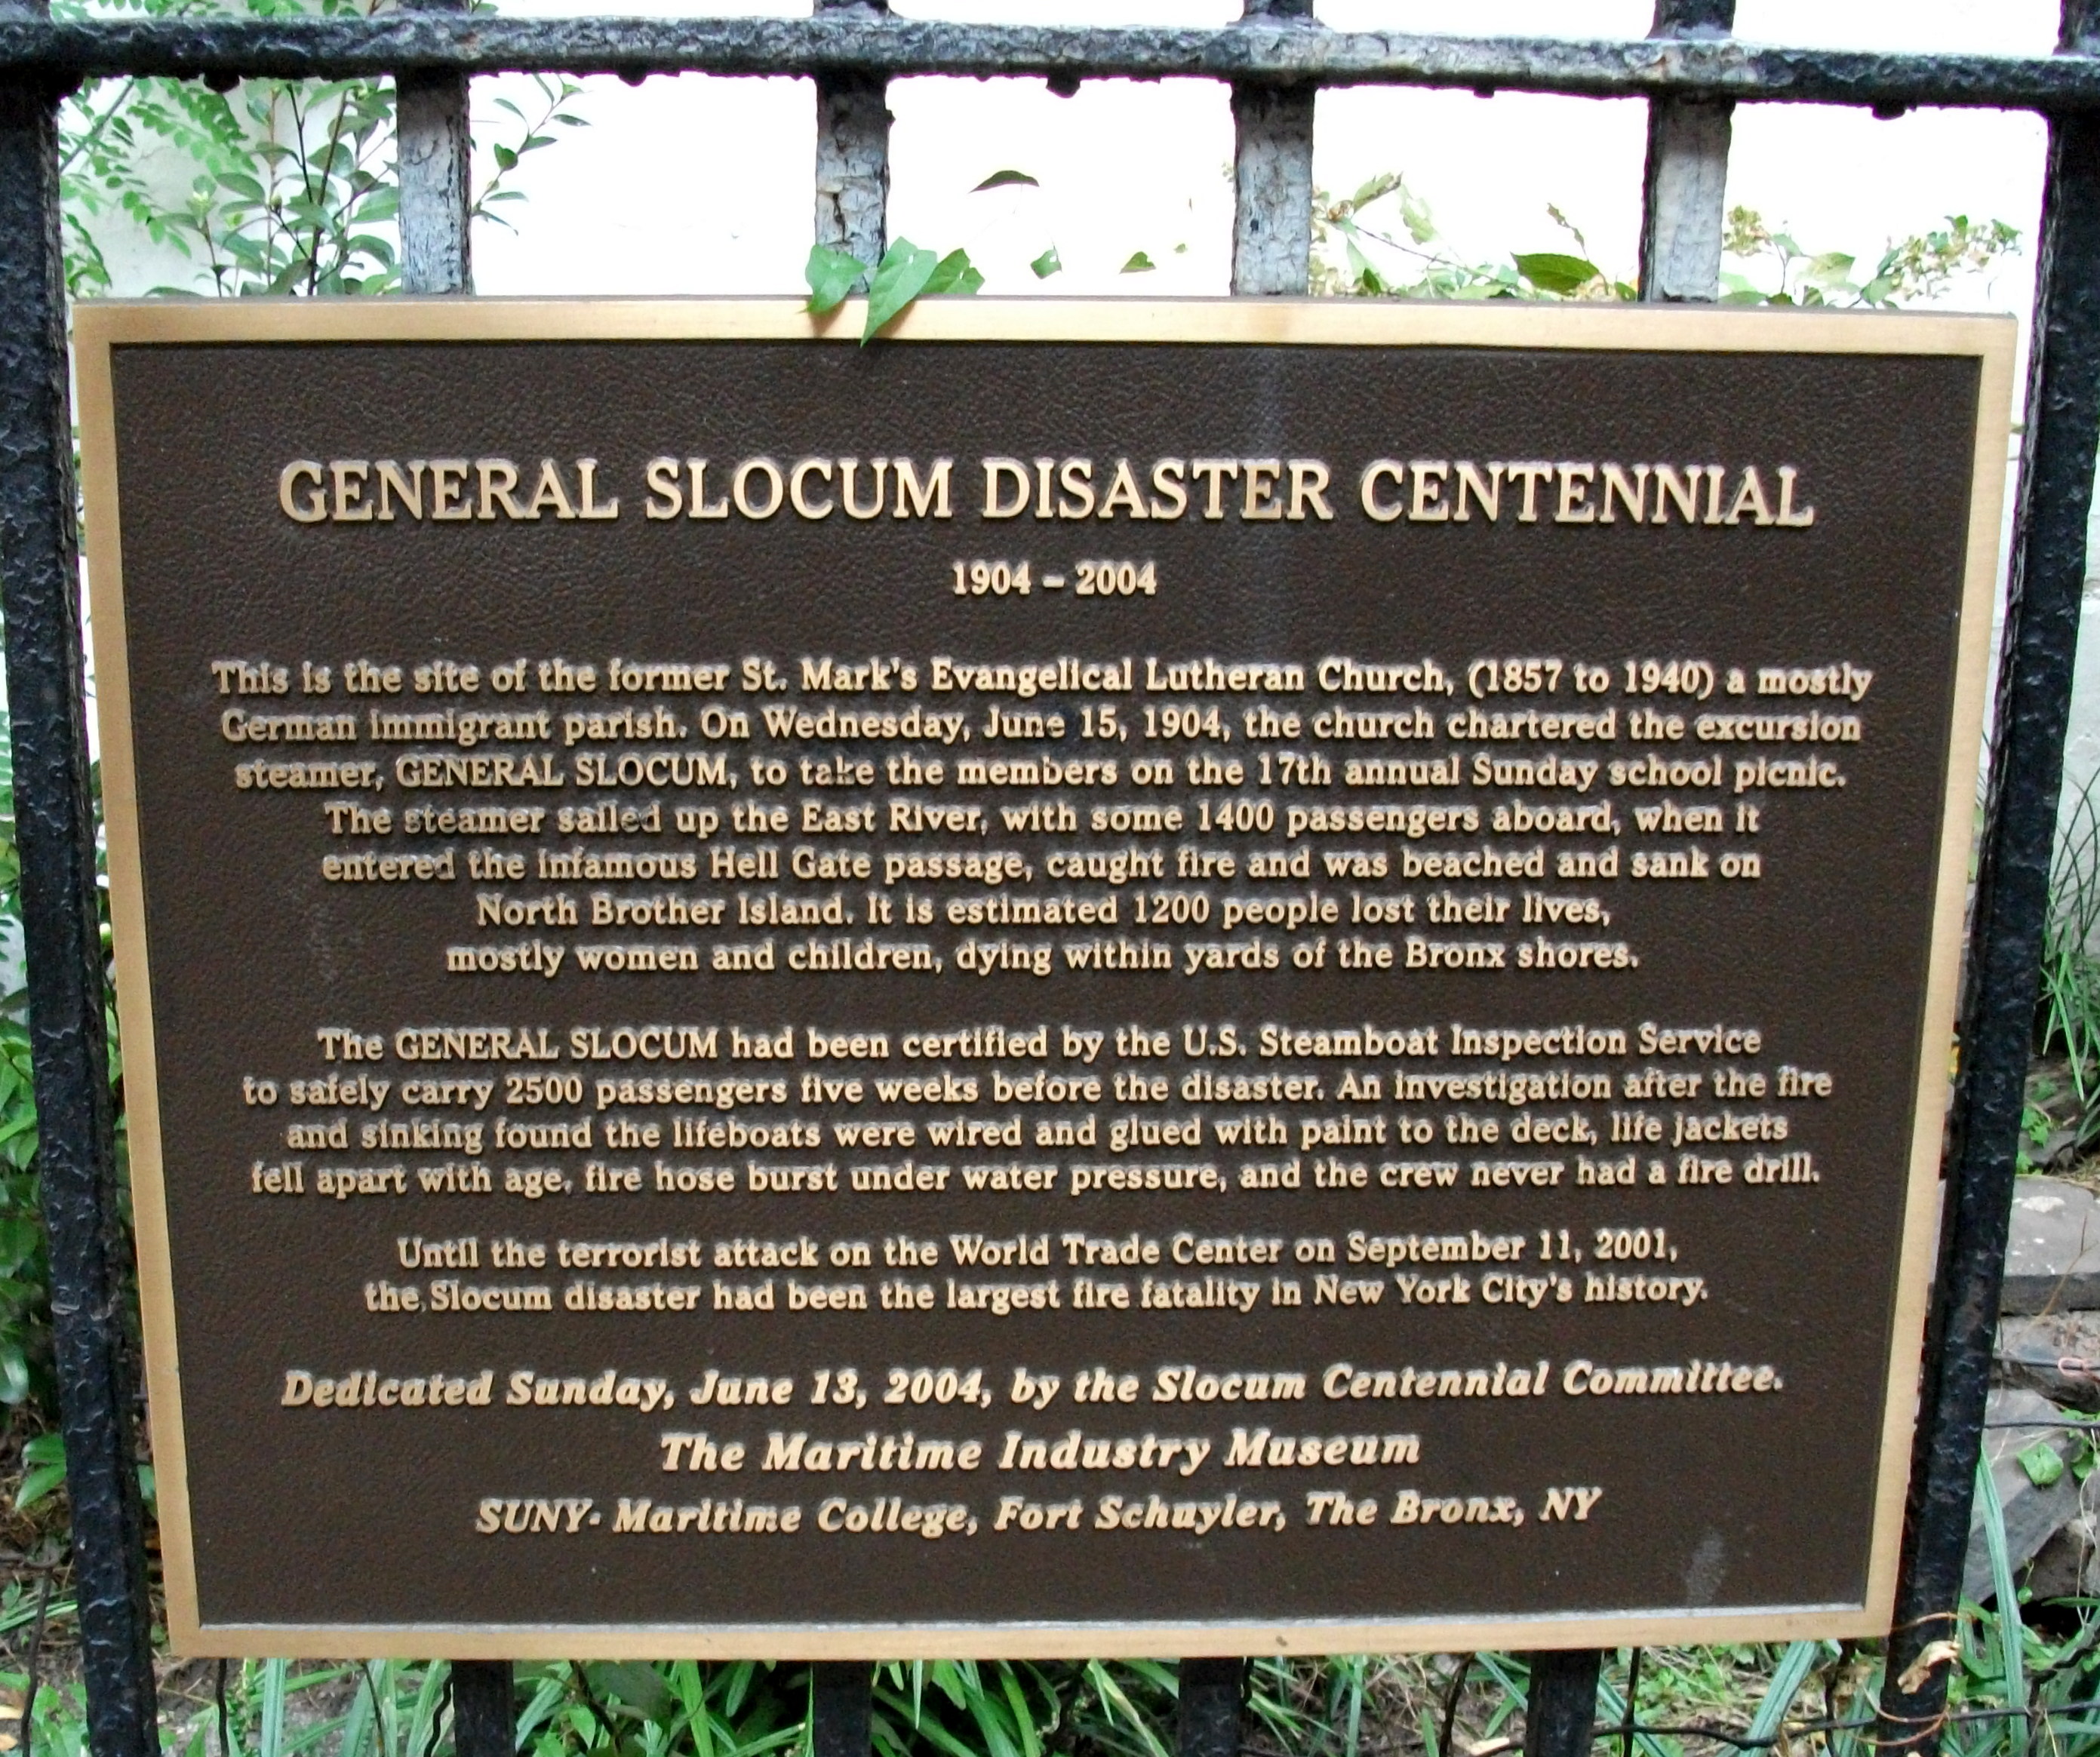 GENERAL SLOCUM DISASTER CENTENNIAL
1904 – 2004
This is the site of the former St. Mark's Evangelical Lutheran Church, (1857 to 1940) a mostly
German immigrant parish. On Wednesday, June 15, 1904, the church chartered the excursion
steamer, GENERAL SLOCUM, to take the members on the 17th annual Sunday school picnic.
The steamer sailed up the East River, with some 1400 passengers aboard, when it
entered the infamous Hell Gate passage, caught fire and was beached and sank on
North Brother Island. It is estimated 1200 people lost their lives,
mostly women and children, dying within yards of the Bronx shores.
The GENERAL SLOCUM had been certified by the U.S. Steamboat Inspection Service
to safely carry 2500 passengers five weeks before the disaster. An investigation after the fire
and sinking found the lifeboats were wired and glued with paint to the deck, life jackets
fell apart with age, fire hose burst under water pressure, and the crew never had a fire drill.
Until the terrorist attack on the World Trade Center on September 11, 2001,
the Slocum disaster had been the largest fire fatality in New York City's history.
Dedicated Sunday, June 13, 2004, by the Slocum Centennial Committee.
The Maritime Industry Museum
SUNY- Maritime College, Fort Schuyler, The Bronx, NY